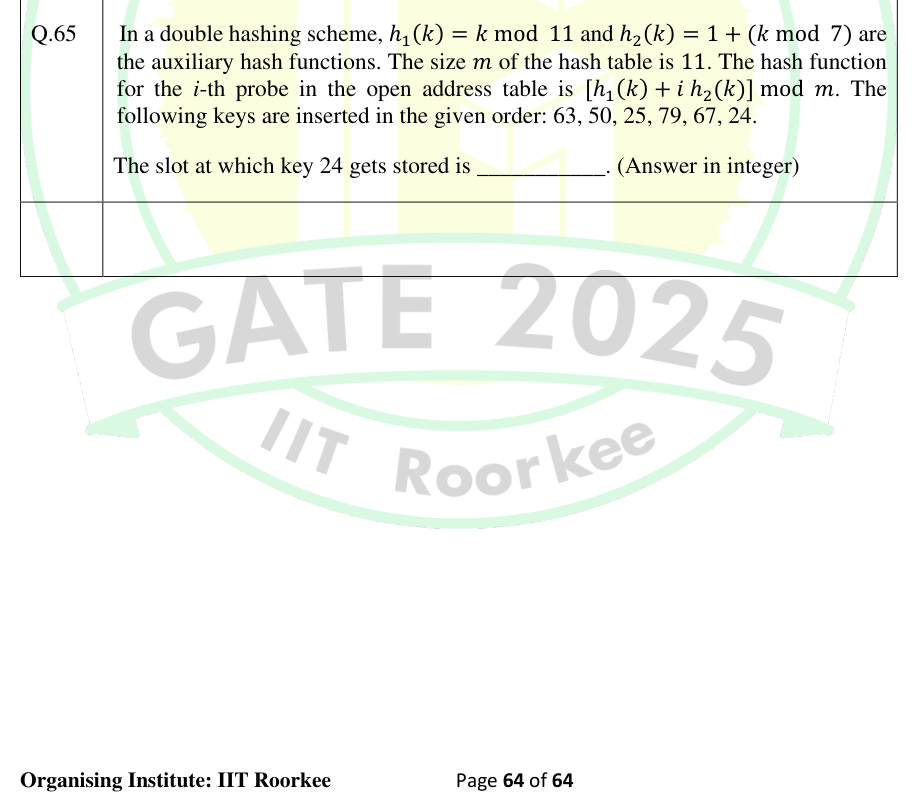 Q.65 In a double hashing scheme, ℎ₁(𝑘) = 𝑘 mod 11 and ℎ₂(𝑘) = 1 + (𝑘 mod 7) are
the auxiliary hash functions. The size 𝑚 of the hash table is 11. The hash function
for the 𝑖-th probe in the open address table is [ℎ₁(𝑘) + 𝑖 ℎ₂(𝑘)] mod 𝑚. The
following keys are inserted in the given order: 63, 50, 25, 79, 67, 24.
The slot at which key 24 gets stored is ___________. (Answer in integer)
GATE 2025
IIT Roorkee
Organising Institute: IIT Roorkee Page 64 of 64